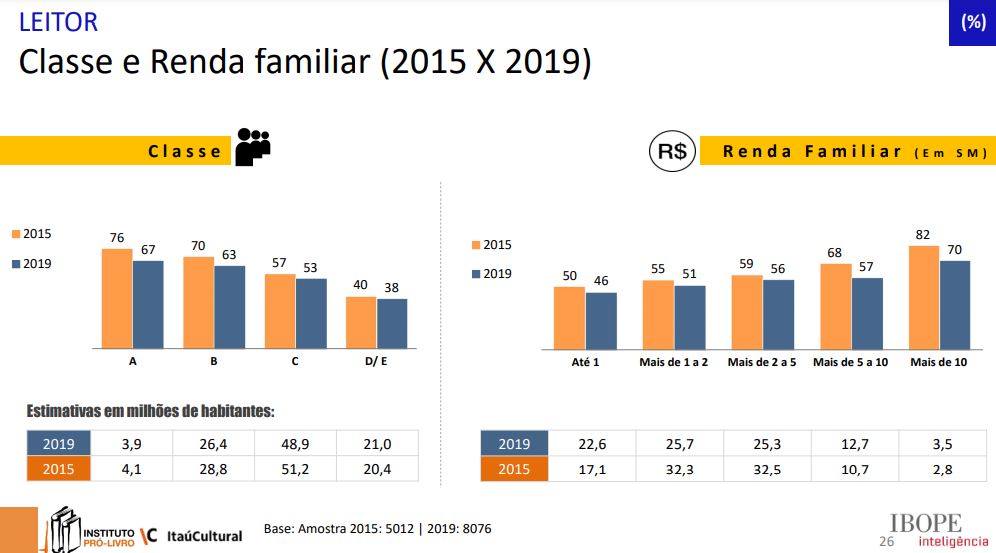 LEITOR
(%)
Classe e Renda familiar (2015 X 2019)
Classe
R$
Renda Familiar (Em SM)
2015
2019
76 67 70 63 57 53 40 38
A B C D/ E
2015
2019
50 46 55 51 59 56 68 57 82 70
Até 1 Mais de 1 a 2 Mais de 2 a 5 Mais de 5 a 10 Mais de 10
Estimativas em milhões de habitantes:
2019 3,9 26,4 48,9 21,0
2015 4,1 28,8 51,2 20,4
2019 22,6 25,7 25,3 12,7 3,5
2015 17,1 32,3 32,5 10,7 2,8
INSTITUTO
PRÓ-LIVRO
ItaúCultural
Base: Amostra 2015: 5012 | 2019: 8076
IBOPE
inteligência
26